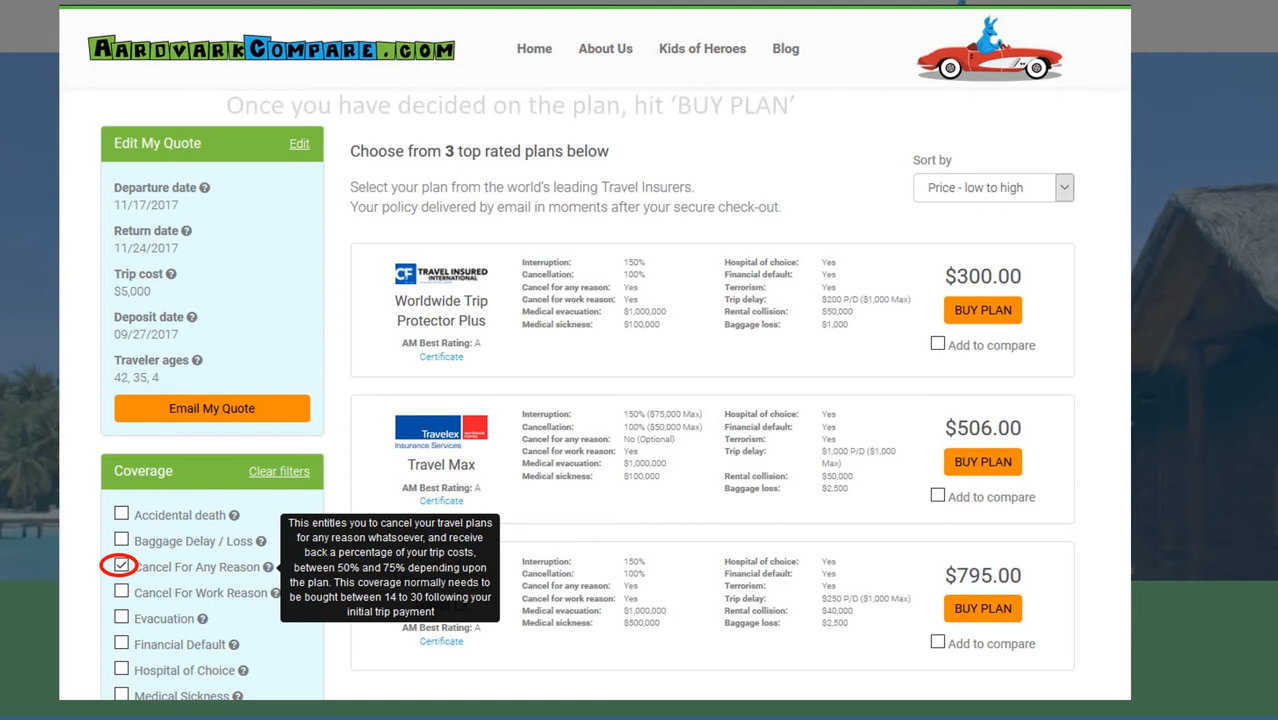 AARDVARKCOMPARE.COM
Home About Us Kids of Heroes Blog
Once you have decided on the plan, hit ‘BUY PLAN’
Edit My Quote Edit
Departure date ?
11/17/2017
Return date ?
11/24/2017
Trip cost ?
$5,000
Deposit date ?
09/27/2017
Traveler ages ?
42, 35, 4
Email My Quote
Coverage Clear filters
Accidental death ?
Baggage Delay / Loss ?
Cancel For Any Reason ?
Cancel For Work Reason ?
Evacuation ?
Financial Default ?
Hospital of Choice ?
Medical Sickness ?
This entitles you to cancel your travel plans
for any reason whatsoever, and receive
back a percentage of your trip costs,
between 50% and 75% depending upon
the plan. This coverage normally needs to
be bought between 14 to 30 following your
initial trip payment
Choose from 3 top rated plans below
Select your plan from the world's leading Travel Insurers.
Your policy delivered by email in moments after your secure check-out.
Sort by
Price - low to high
CF TRAVEL INSURED
INTERNATIONAL
Worldwide Trip
Protector Plus
AM Best Rating: A
Certificate
Interruption: 150%
Cancellation: 100%
Cancel for any reason: Yes
Cancel for work reason: Yes
Medical evacuation: $1,000,000
Medical sickness: $100,000
Hospital of choice: Yes
Financial default: Yes
Terrorism: Yes
Trip delay: $200 P/D ($1,000 Max)
Rental collision: $50,000
Baggage loss: $1,000
$300.00
BUY PLAN
Add to compare
Travelex
Insurance Services
Travel Max
AM Best Rating: A
Certificate
Interruption: 150% ($75,000 Max)
Cancellation: 100% ($50,000 Max)
Cancel for any reason: No (Optional)
Cancel for work reason: Yes
Medical evacuation: $1,000,000
Medical sickness: $100,000
Hospital of choice: Yes
Financial default: Yes
Terrorism: Yes
Trip delay: $1,000 P/D ($1,000
Max)
Rental collision: $50,000
Baggage loss: $2,500
$506.00
BUY PLAN
Add to compare
AM Best Rating: A
Certificate
Interruption: 150%
Cancellation: 100%
Cancel for any reason: Yes
Cancel for work reason: Yes
Medical evacuation: $1,000,000
Medical sickness: $500,000
Hospital of choice: Yes
Financial default: Yes
Terrorism: Yes
Trip delay: $250 P/D ($1,000 Max)
Rental collision: $40,000
Baggage loss: $2,500
$795.00
BUY PLAN
Add to compare